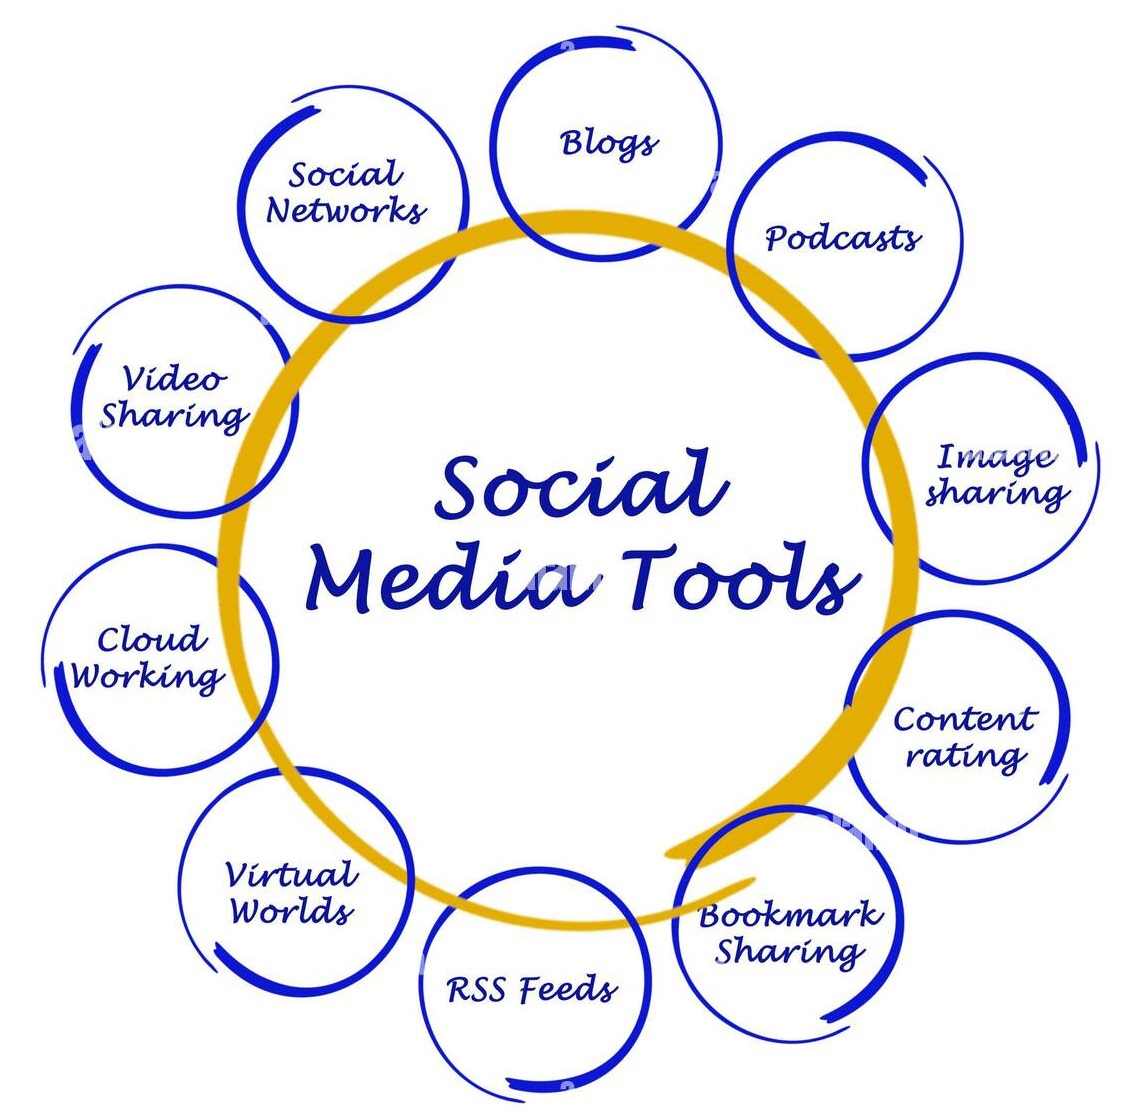 Social
Media Tools
Blogs
Podcasts
Image
sharing
Content
rating
Bookmark
Sharing
RSS Feeds
Virtual
Worlds
Cloud
Working
Video
Sharing
Social
Networks